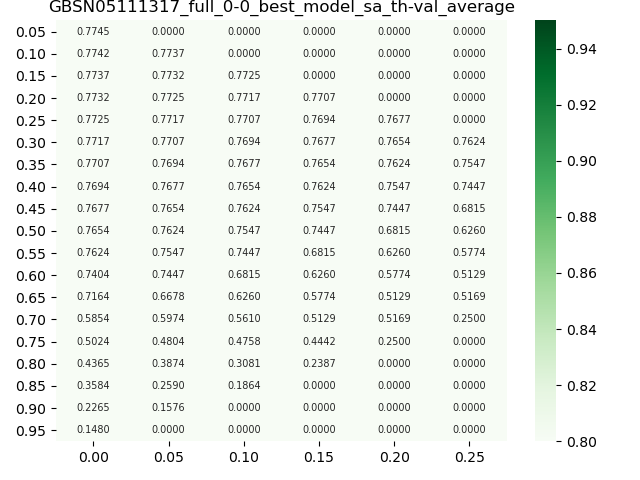 GBSN05111317_full_0-0_best_model_sa_th-val_average
0.05 0.7745 0.0000 0.0000 0.0000 0.0000 0.0000
0.10 0.7742 0.7737 0.0000 0.0000 0.0000 0.0000
0.15 0.7737 0.7732 0.7725 0.0000 0.0000 0.0000
0.20 0.7732 0.7725 0.7717 0.7707 0.0000 0.0000
0.25 0.7725 0.7717 0.7707 0.7694 0.7677 0.0000
0.30 0.7717 0.7707 0.7694 0.7677 0.7654 0.7624
0.35 0.7707 0.7694 0.7677 0.7654 0.7624 0.7547
0.40 0.7694 0.7677 0.7654 0.7624 0.7547 0.7447
0.45 0.7677 0.7654 0.7624 0.7547 0.7447 0.6815
0.50 0.7654 0.7624 0.7547 0.7447 0.6815 0.6260
0.55 0.7624 0.7547 0.7447 0.6815 0.6260 0.5774
0.60 0.7404 0.7447 0.6815 0.6260 0.5774 0.5129
0.65 0.7164 0.6678 0.6260 0.5774 0.5129 0.5169
0.70 0.5854 0.5974 0.5610 0.5129 0.5169 0.2500
0.75 0.5024 0.4804 0.4758 0.4442 0.2500 0.0000
0.80 0.4365 0.3874 0.3081 0.2387 0.0000 0.0000
0.85 0.3584 0.2590 0.1864 0.0000 0.0000 0.0000
0.90 0.2265 0.1576 0.0000 0.0000 0.0000 0.0000
0.95 0.1480 0.0000 0.0000 0.0000 0.0000 0.0000
0.00 0.05 0.10 0.15 0.20 0.25
0.94
0.92
0.90
0.88
0.86
0.84
0.82
0.80